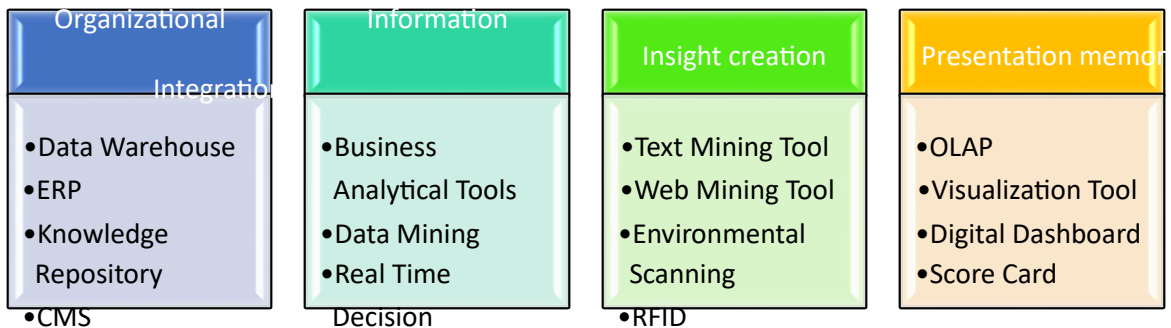 Organizational
Integration
•Data Warehouse
•ERP
•Knowledge
Repository
•CMS
Information
•Business
Analytical Tools
•Data Mining
•Real Time
Decision
Insight creation
•Text Mining Tool
•Web Mining Tool
•Environmental
Scanning
•RFID
Presentation memor
•OLAP
•Visualization Tool
•Digital Dashboard
•Score Card